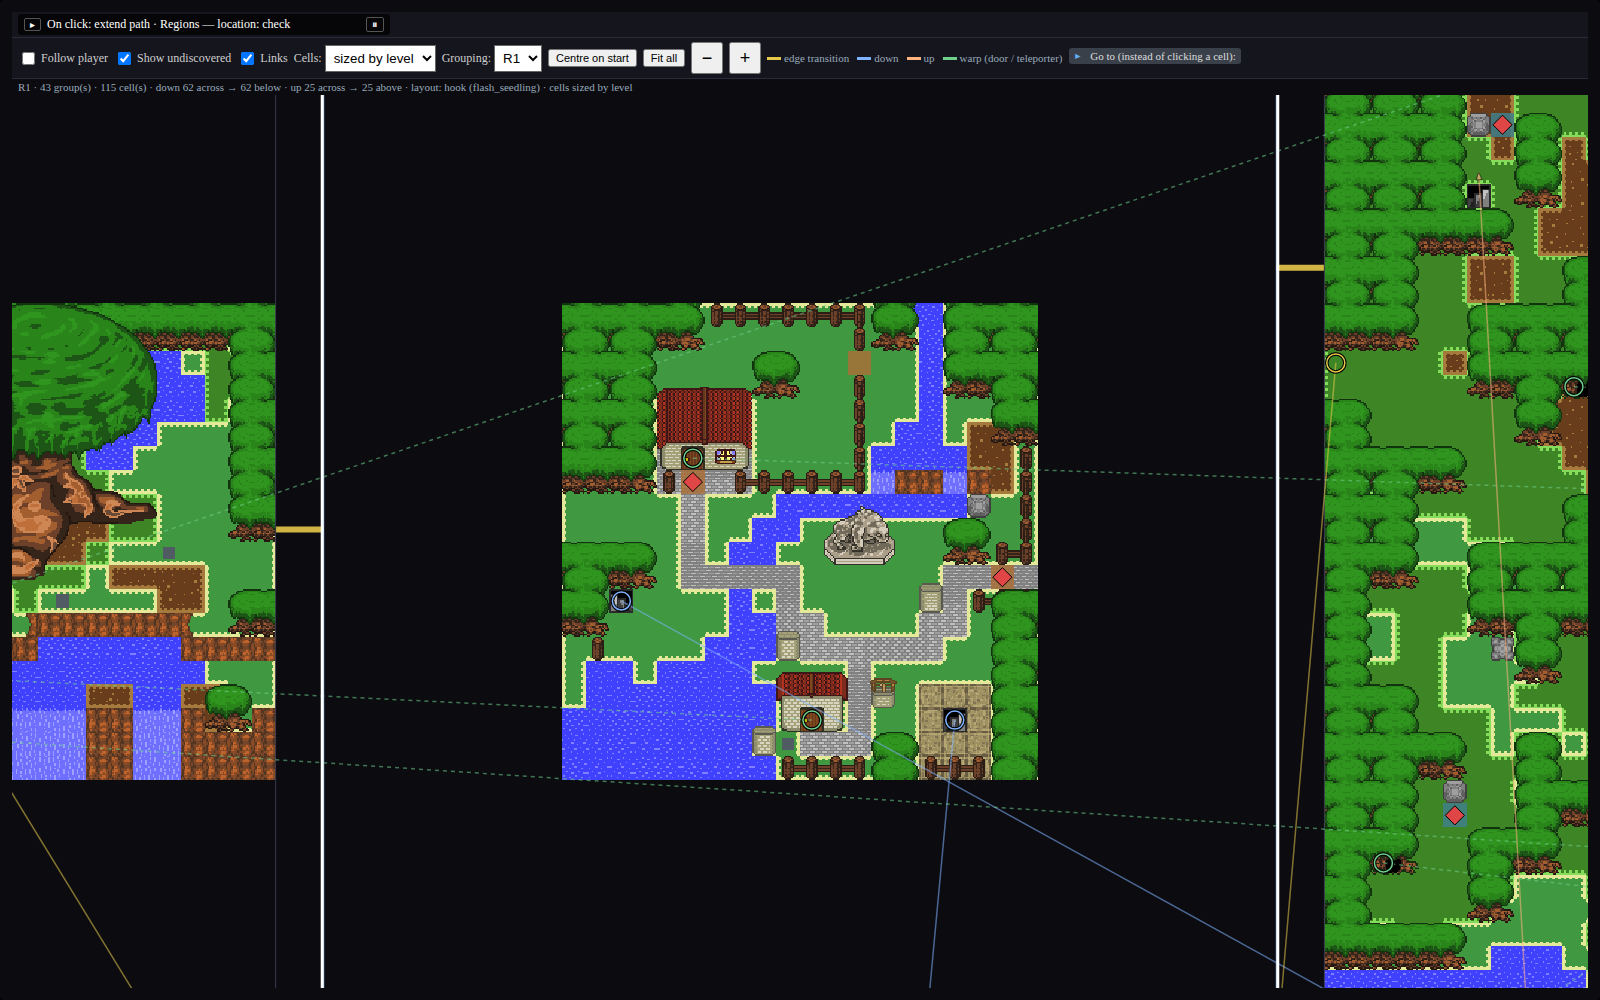 On click: extend path · Regions — location: check
Follow player Show undiscovered Links Cells: sized by level Grouping: R1 Centre on start Fit all − + edge transition down up warp (door / teleporter) Go to (instead of clicking a cell):
R1 · 43 group(s) · 115 cell(s) · down 62 across → 62 below · up 25 across → 25 above · layout: hook (flash_seedling) · cells sized by level